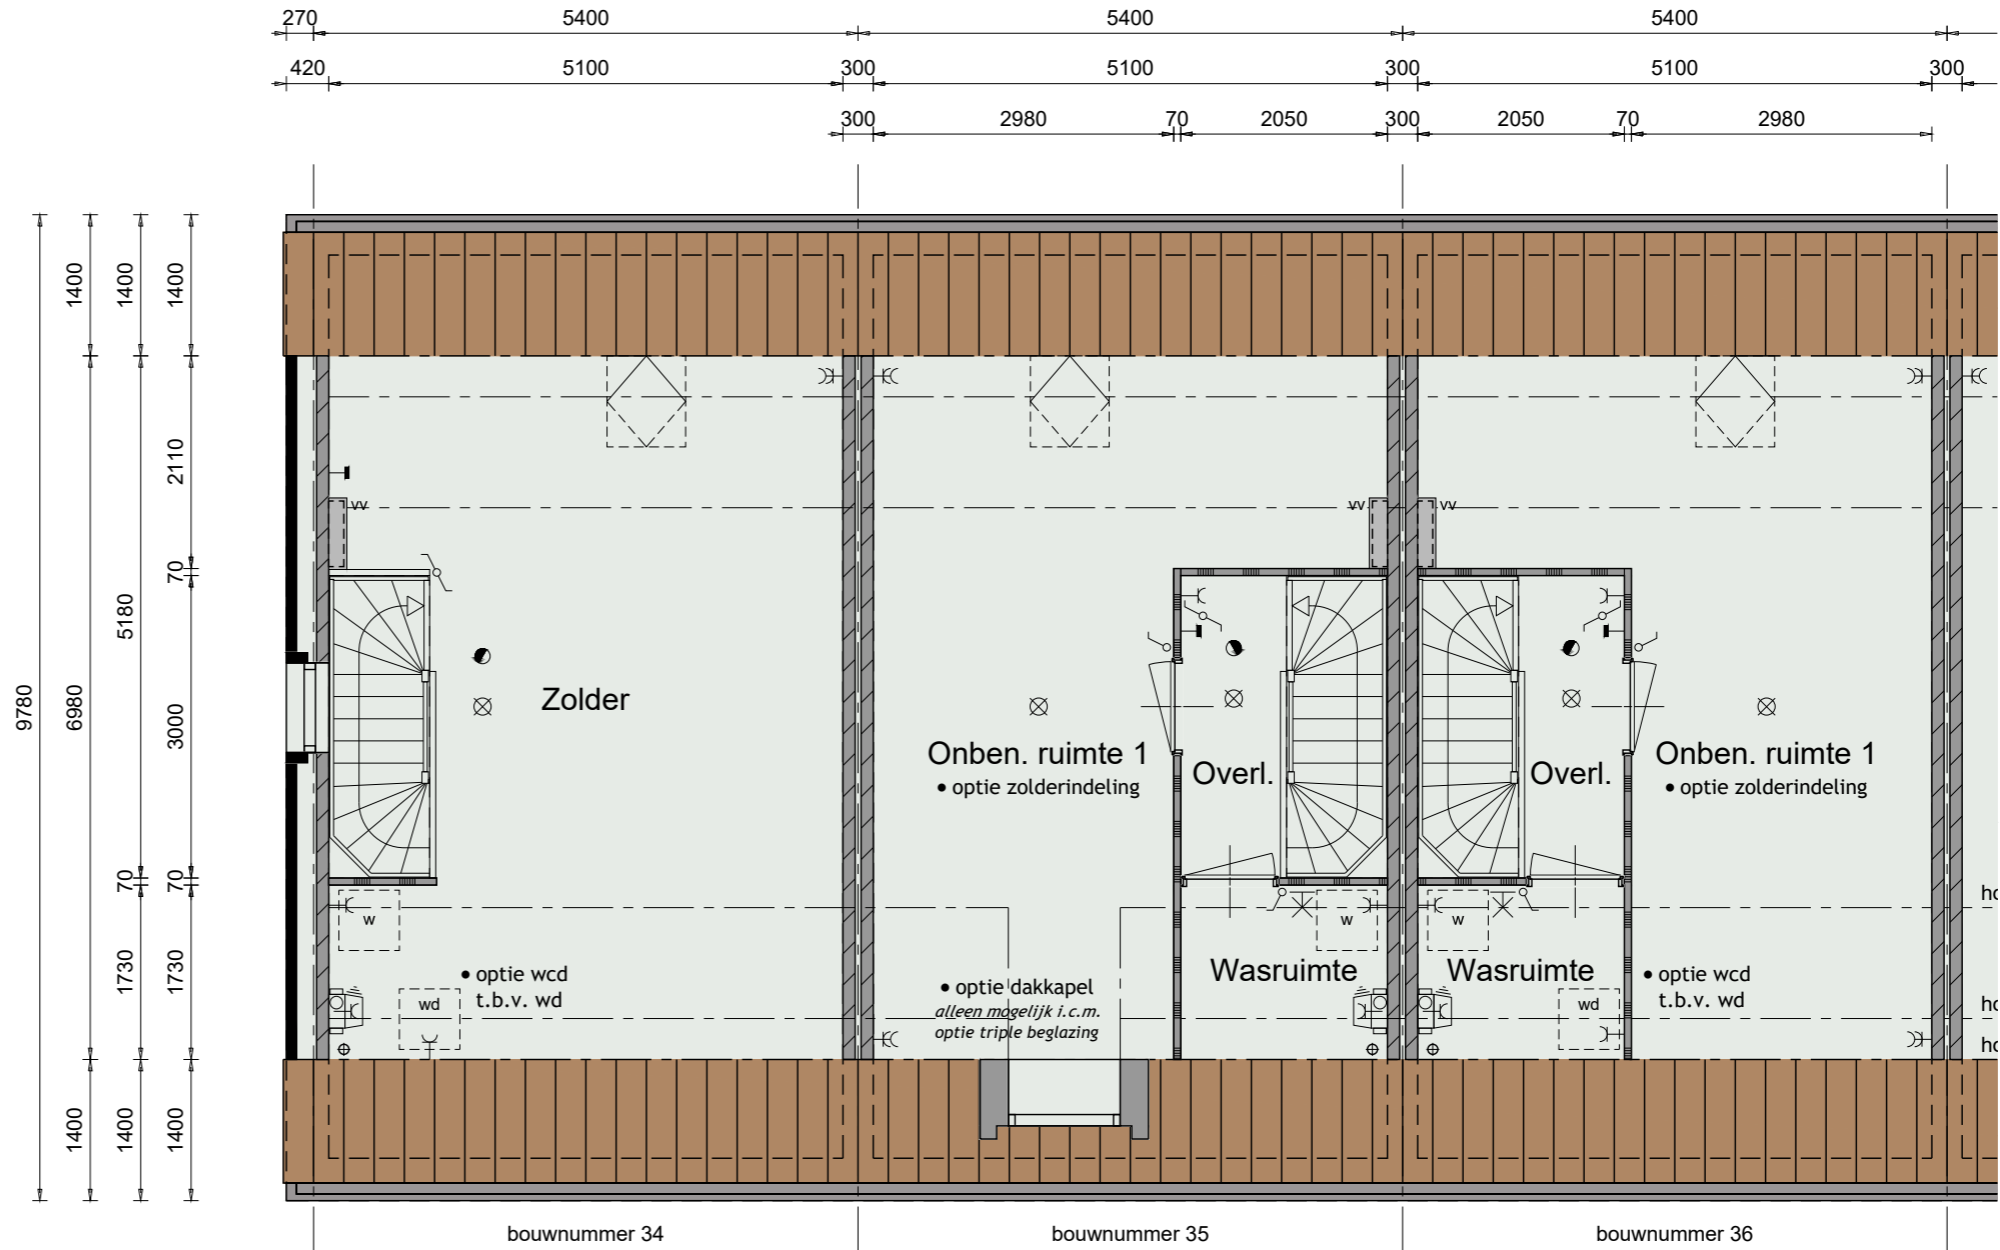 270 5400 5400 5400
420 5100 300 5100 300 5100 300
300 2980 70 2050 300 2050 70 2980
9780
1400 6980 1400
1400 5180 70 1730 1400
1400 2110 70 3000 70 1730 1400
vv vv vv
Zolder
Onben. ruimte 1
• optie zolderindeling
Overl.
Overl.
Onben. ruimte 1
• optie zolderindeling
w w w
• optie wcd
t.b.v. wd
wd
• optie dakkapel
alleen mogelijk i.c.m.
optie triple beglazing
Wasruimte
Wasruimte
wd
• optie wcd
t.b.v. wd
bouwnummer 34 bouwnummer 35 bouwnummer 36